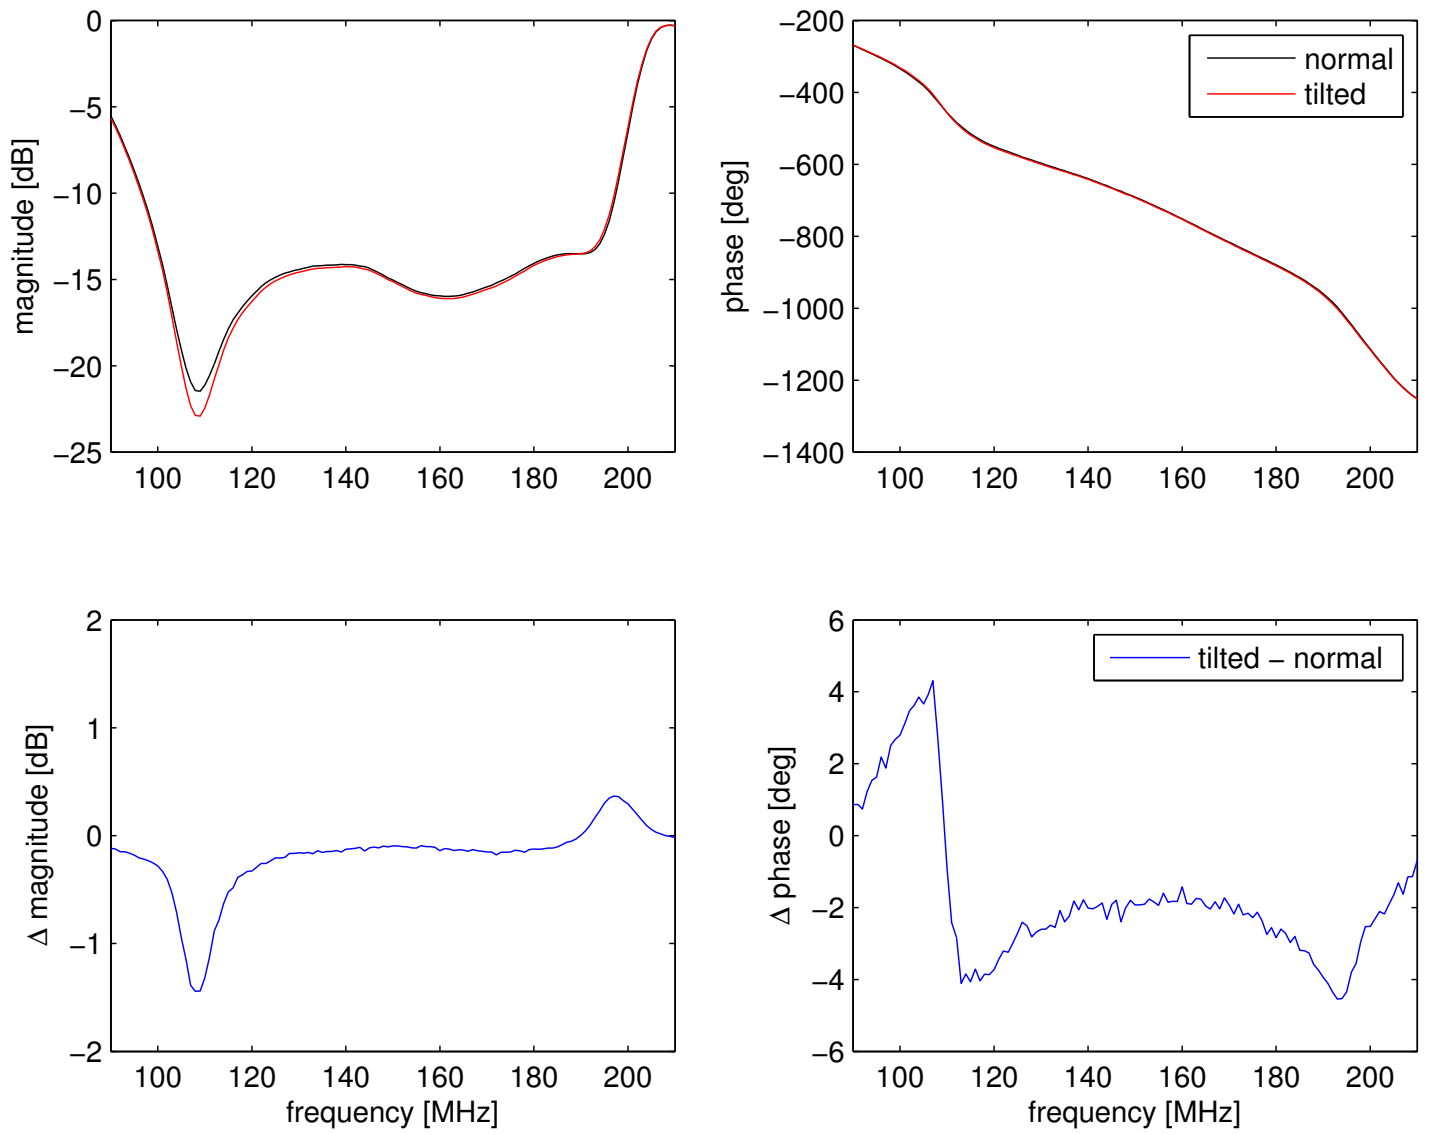 0
−5
−10
−15
−20
−25
magnitude [dB]
100 120 140 160 180 200
−200
−400
−600
−800
−1000
−1200
−1400
phase [deg]
normal
tilted
100 120 140 160 180 200
2
1
0
−1
−2
Δ magnitude [dB]
100 120 140 160 180 200
frequency [MHz]
6
4
2
0
−2
−4
−6
Δ phase [deg]
tilted − normal
100 120 140 160 180 200
frequency [MHz]